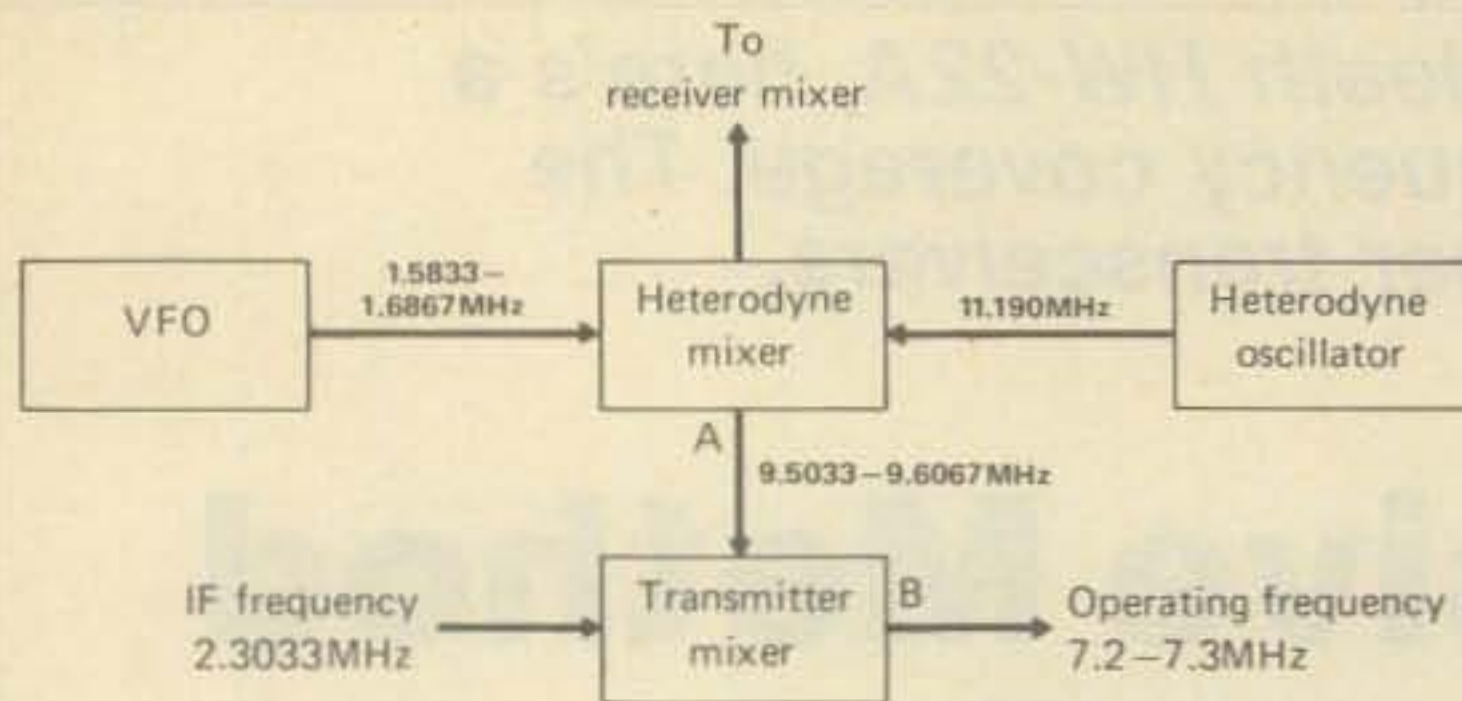 To
receiver mixer
VFO
1.5833–
1.6867MHz
Heterodyne
mixer
11.190MHz
Heterodyne
oscillator
A
9.5033–9.6067MHz
IF frequency
2.3033MHz
Transmitter
mixer
B
Operating frequency
7.2–7.3MHz